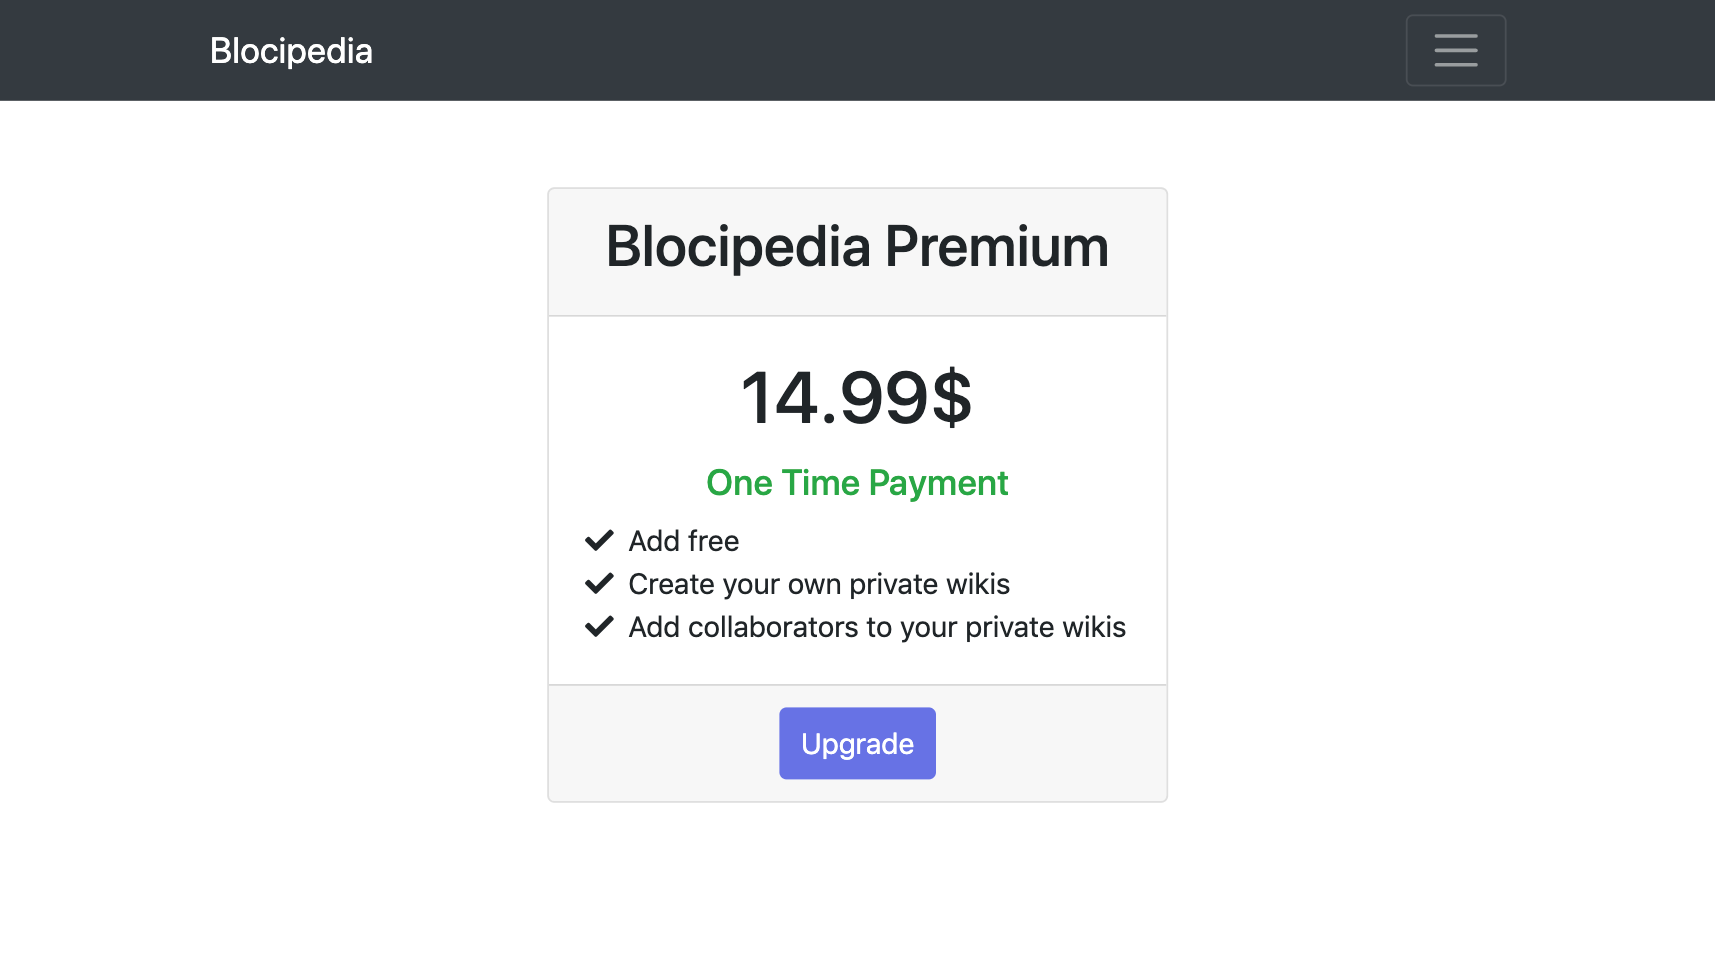 Blocipedia
Blocipedia Premium
14.99$
One Time Payment
Add free
Create your own private wikis
Add collaborators to your private wikis
Upgrade